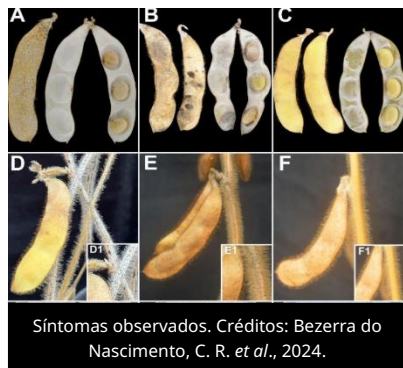 A B C
D E F
D1 E1 F1
Síntomas observados. Créditos: Bezerra do
Nascimento, C. R. et al., 2024.